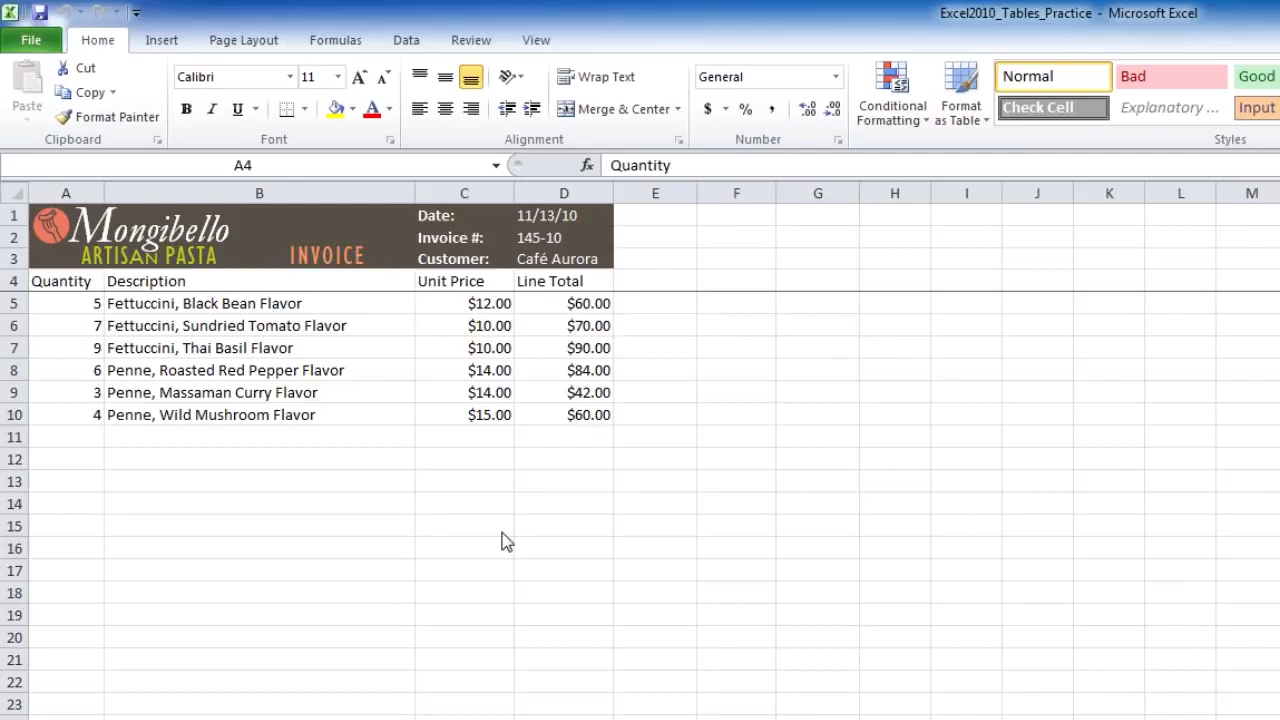 Excel2010_Tables_Practice - Microsoft Excel
File Home Insert Page Layout Formulas Data Review View
Paste
Cut
Copy
Format Painter
Clipboard
Calibri 11
B I U
Font
Wrap Text
Merge & Center
Alignment
General
$ % ,
Number
Conditional Formatting
Format as Table
Normal Bad Good
Check Cell Explanatory ... Input
Styles
A4 fx Quantity
A B C D E F G H I J K L M
1 Date: 11/13/10
Mongibello
2 Invoice #: 145-10
ARTISAN PASTA INVOICE
3 Customer: Café Aurora
4 Quantity Description Unit Price Line Total
5 5 Fettuccini, Black Bean Flavor $12.00 $60.00
6 7 Fettuccini, Sundried Tomato Flavor $10.00 $70.00
7 9 Fettuccini, Thai Basil Flavor $10.00 $90.00
8 6 Penne, Roasted Red Pepper Flavor $14.00 $84.00
9 3 Penne, Massaman Curry Flavor $14.00 $42.00
10 4 Penne, Wild Mushroom Flavor $15.00 $60.00
11
12
13
14
15
16
17
18
19
20
21
22
23